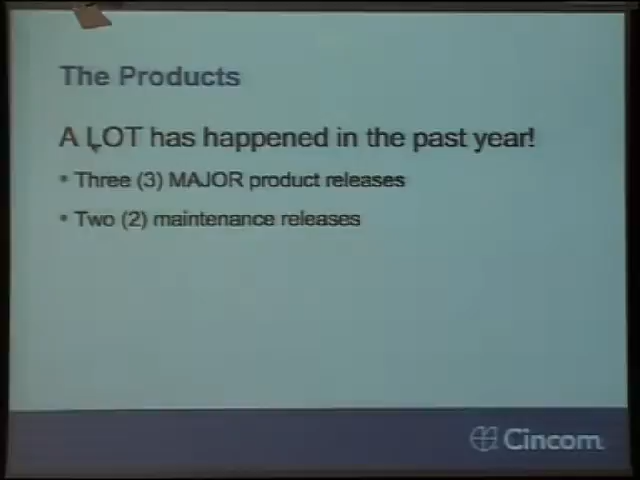 The Products
A LOT has happened in the past year!
• Three (3) MAJOR product releases
• Two (2) maintenance releases
Cincom